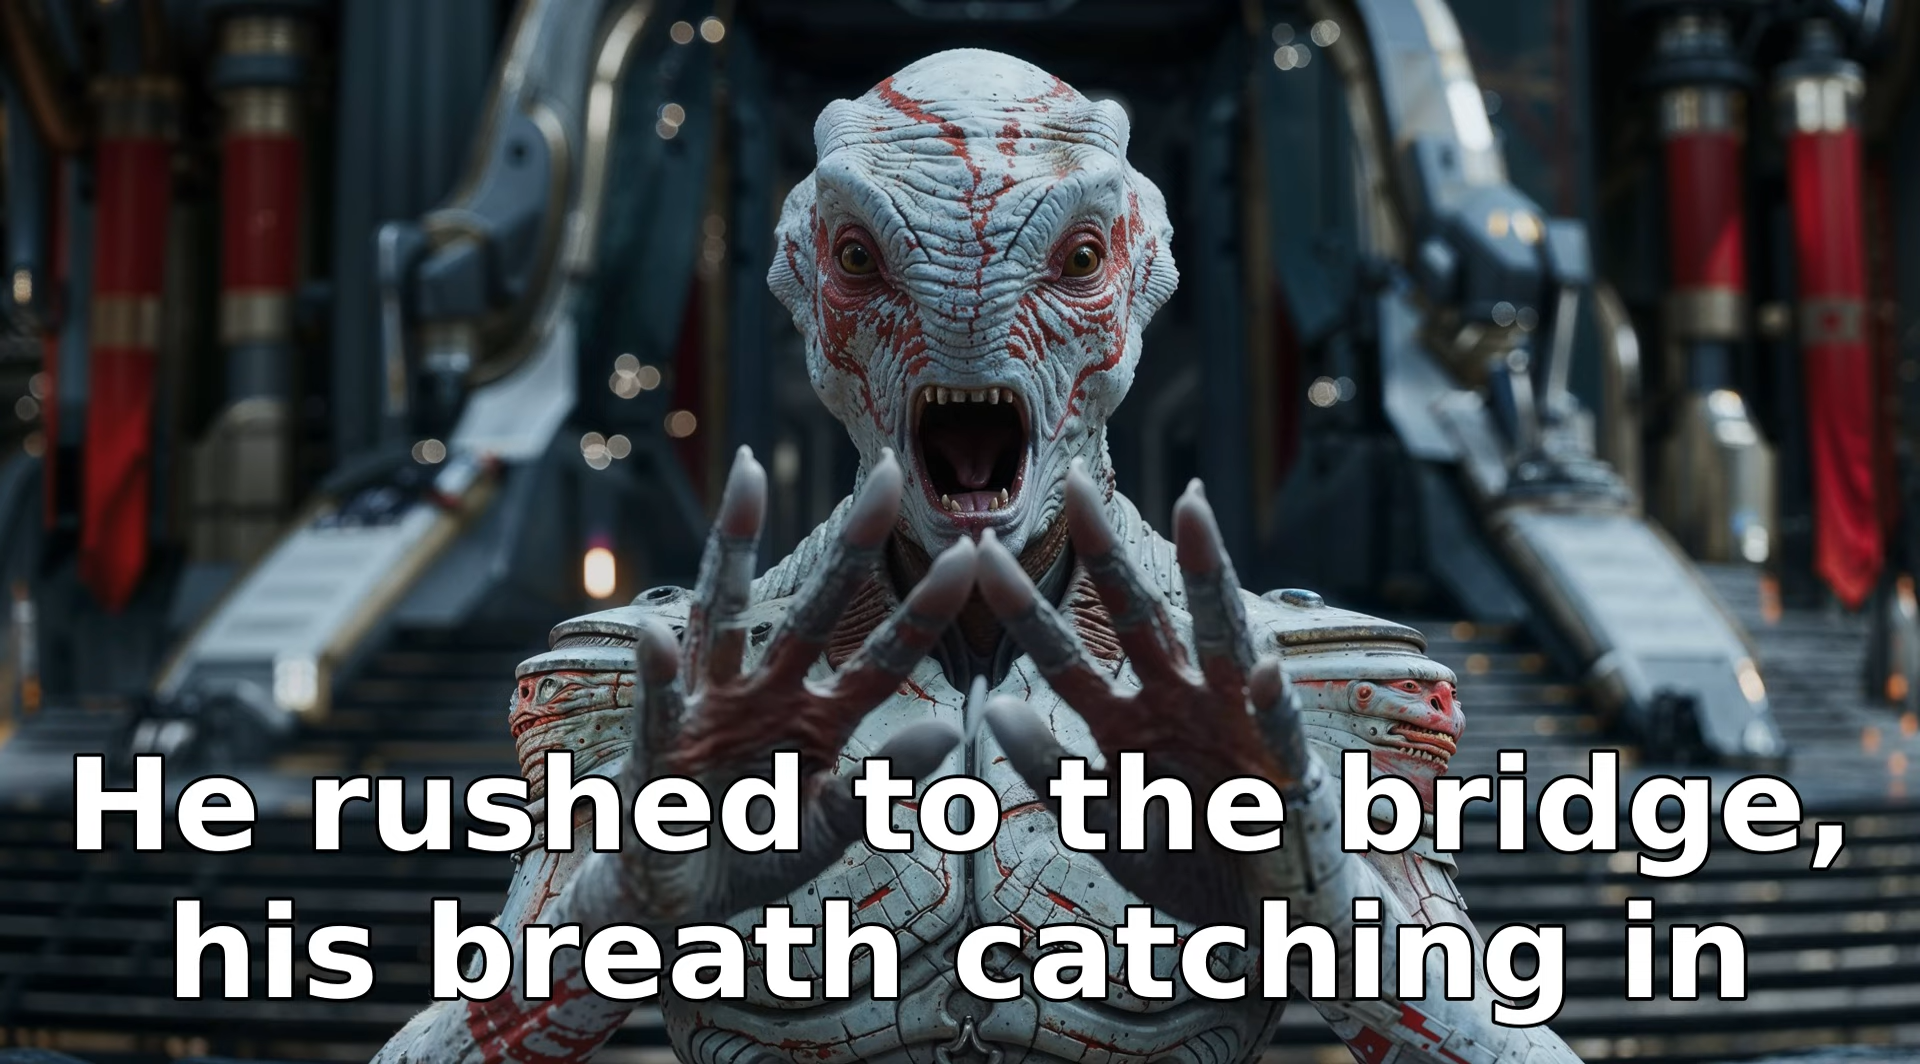 He rushed to the bridge,
his breath catching in